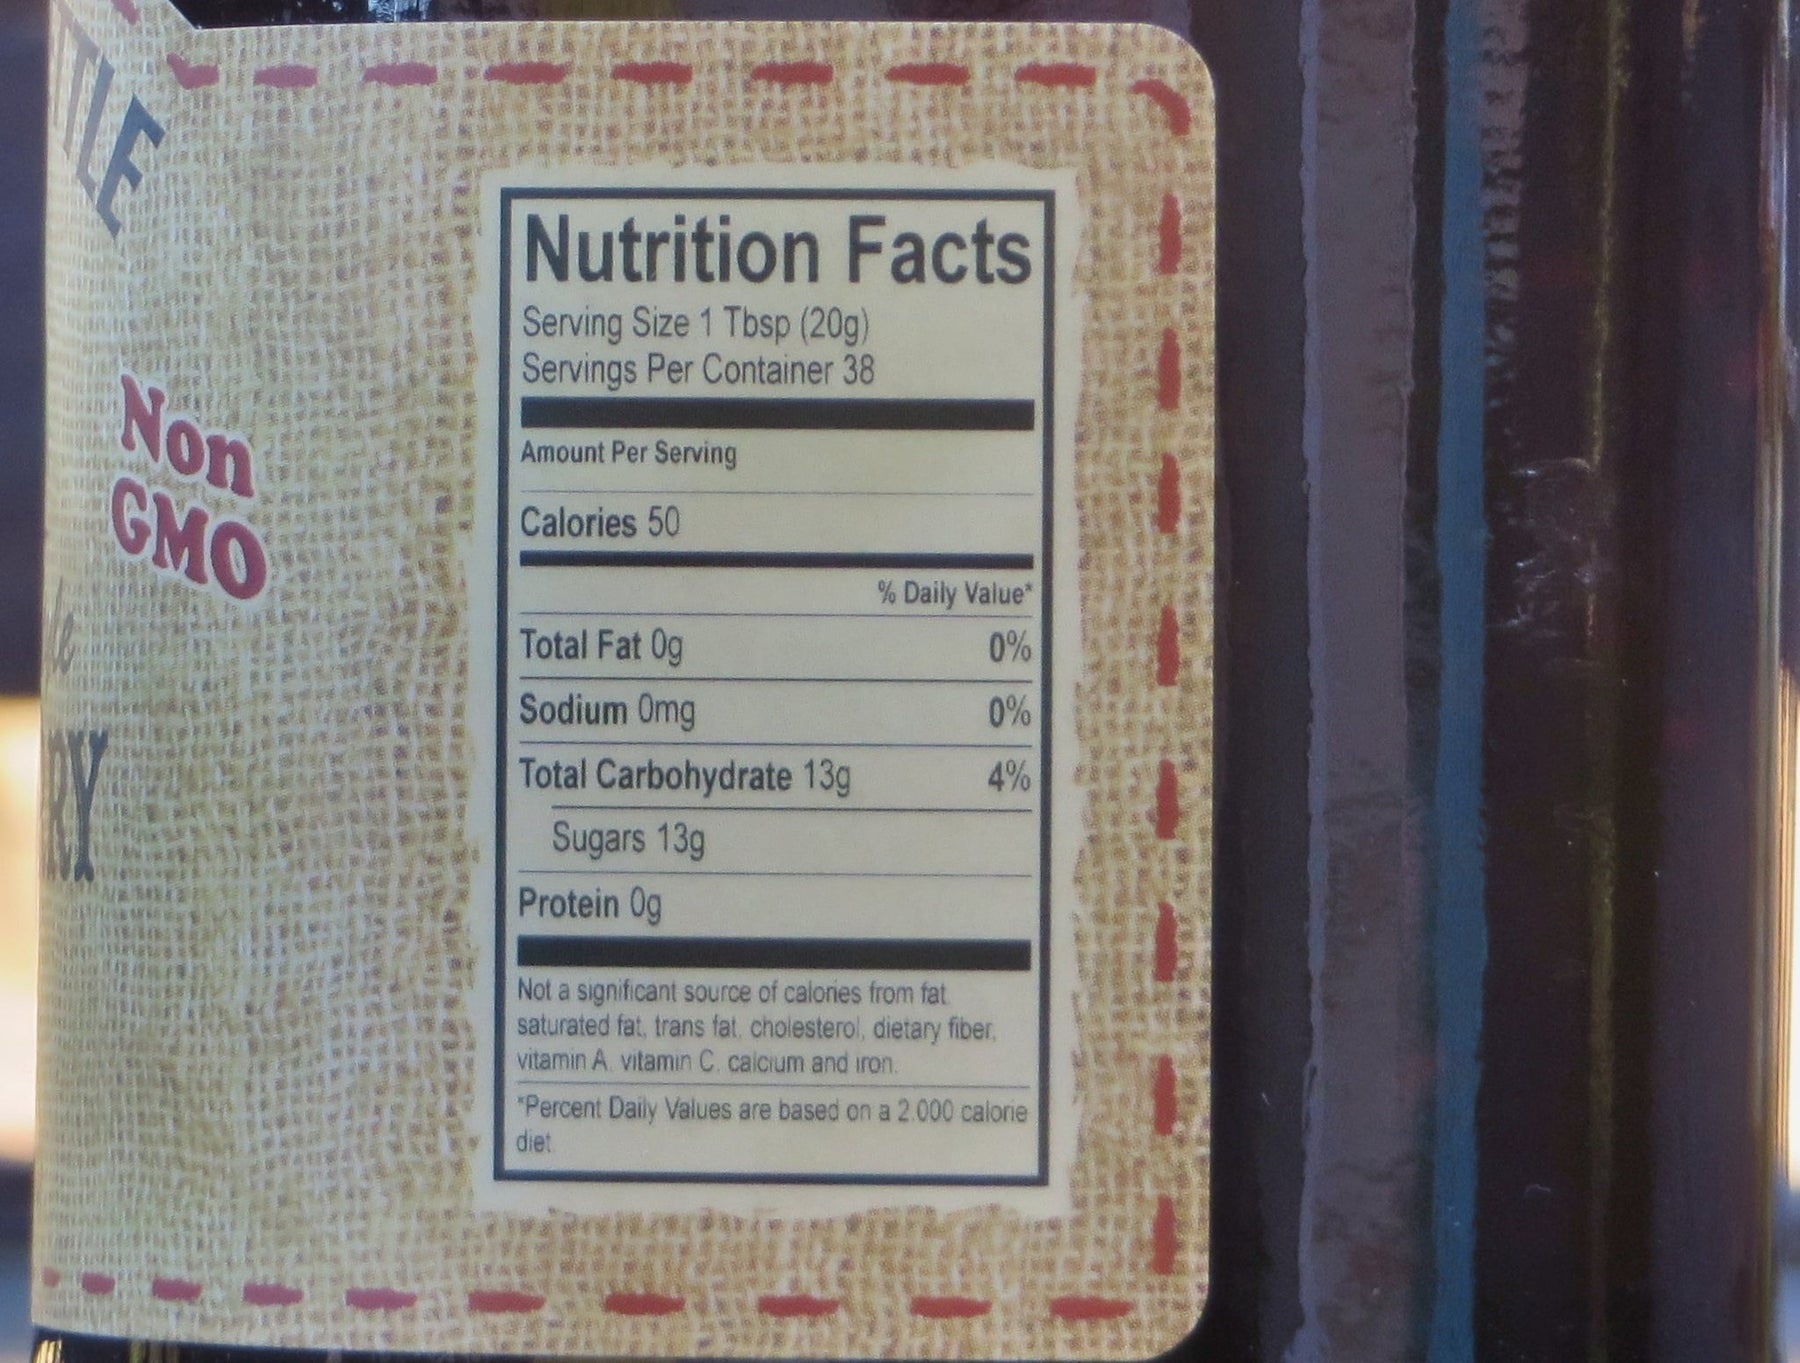 TLE
Non
GMO
RY
Nutrition Facts
Serving Size 1 Tbsp (20g)
Servings Per Container 38
Amount Per Serving
Calories 50
% Daily Value*
Total Fat 0g 0%
Sodium 0mg 0%
Total Carbohydrate 13g 4%
Sugars 13g
Protein 0g
Not a significant source of calories from fat,
saturated fat, trans fat, cholesterol, dietary fiber,
vitamin A, vitamin C, calcium and iron.
*Percent Daily Values are based on a 2,000 calorie
diet.